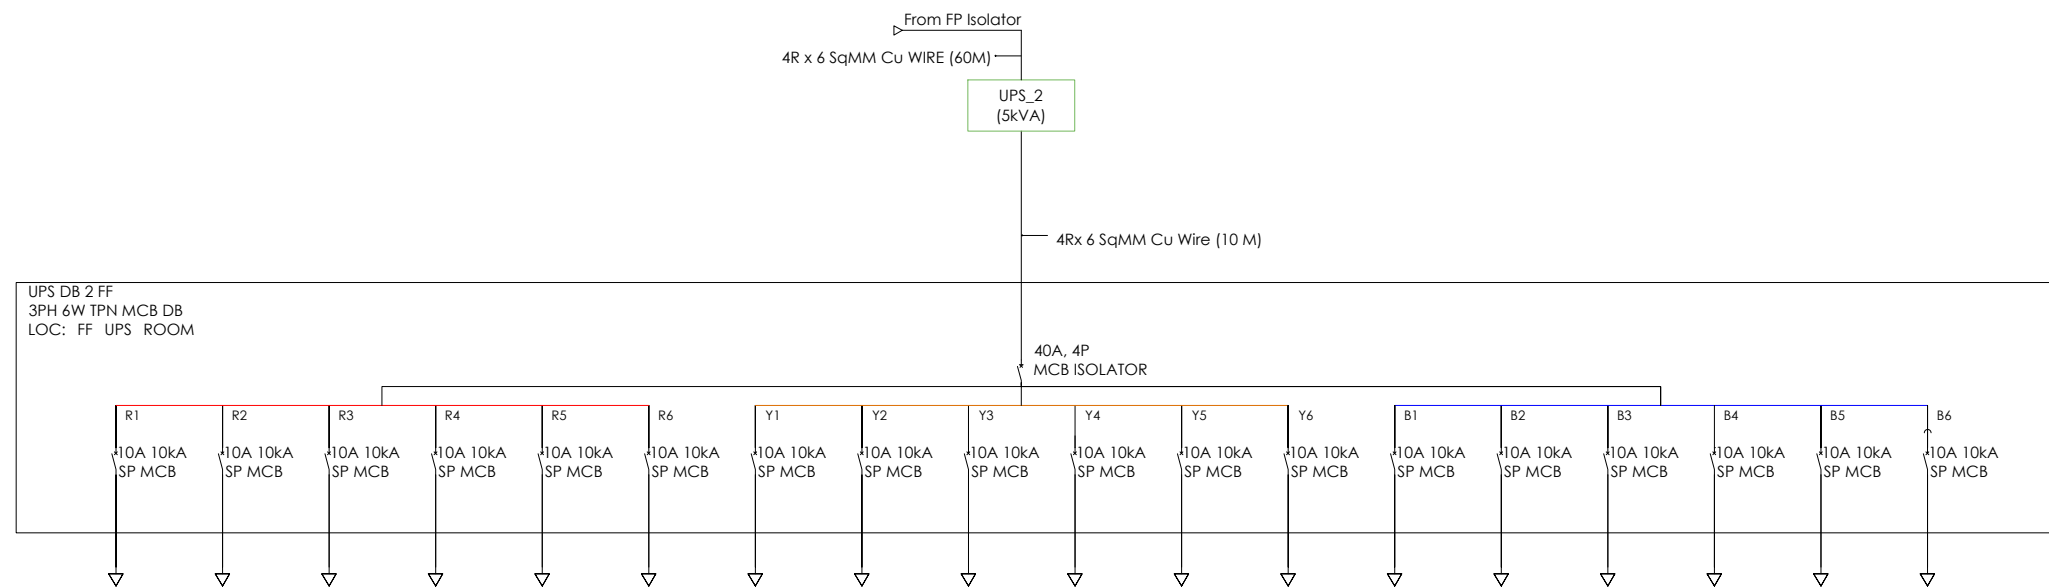 From FP Isolator
4R x 6 SqMM Cu WIRE (60M)
UPS_2
(5kVA)
4Rx 6 SqMM Cu Wire (10 M)
UPS DB 2 FF
3PH 6W TPN MCB DB
LOC: FF UPS ROOM
40A, 4P
MCB ISOLATOR
R1 R2 R3 R4 R5 R6 Y1 Y2 Y3 Y4 Y5 Y6 B1 B2 B3 B4 B5 B6
10A 10kA 10A 10kA 10A 10kA 10A 10kA 10A 10kA 10A 10kA 10A 10kA 10A 10kA 10A 10kA 10A 10kA 10A 10kA 10A 10kA 10A 10kA 10A 10kA 10A 10kA 10A 10kA 10A 10kA 10A 10kA
SP MCB SP MCB SP MCB SP MCB SP MCB SP MCB SP MCB SP MCB SP MCB SP MCB SP MCB SP MCB SP MCB SP MCB SP MCB SP MCB SP MCB SP MCB